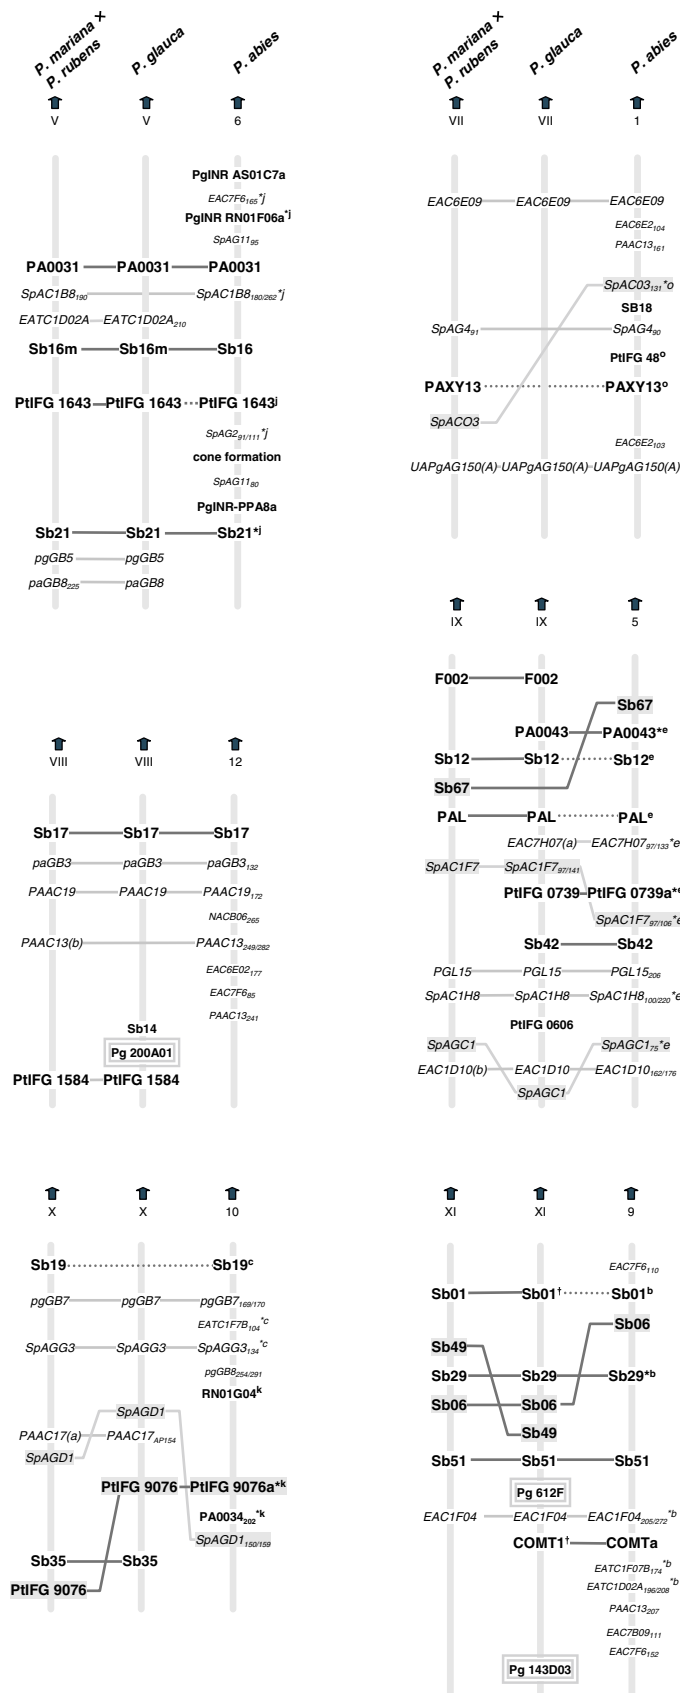 P. mariana ×
P. rubens
P. glauca
P. abies
V
V
6
PgINR AS01C7a
EAC7F6165*j
PgINR RN01F06a*j
SpAG1195
PA0031 PA0031 PA0031
SpAC1B8190 SpAC1B8180/262*j
EATC1D02A EATC1D02A210
Sb16m Sb16m Sb16
PtIFG 1643 PtIFG 1643 PtIFG 1643j
SpAG291/111*j
cone formation
SpAG1180
PgINR-PPA8a
Sb21 Sb21 Sb21*j
pgGB5 pgGB5
paGB8225 paGB8
P. mariana ×
P. rubens
P. glauca
P. abies
VII
VII
1
EAC6E09 EAC6E09 EAC6E09
EAC6E2104
PAAC13161
SpAC03131*o
SB18
SpAG491 SpAG490
PtIFG 48o
PAXY13 PAXY13o
SpACO3
EAC6E2103
UAPgAG150(A) UAPgAG150(A) UAPgAG150(A)
VIII
VIII
12
Sb17 Sb17 Sb17
paGB3 paGB3 paGB3132
PAAC19 PAAC19 PAAC19172
NACB06265
PAAC13(b) PAAC13249/282
EAC6E02177
EAC7F685
PAAC13241
Sb14
Pg 200A01
PtIFG 1584 PtIFG 1584
IX
IX
5
F002 F002
Sb67
PA0043 PA0043*e
Sb12 Sb12 Sb12e
Sb67
PAL PAL PALe
EAC7H07(a) EAC7H0797/133*e
SpAC1F7 SpAC1F797/141
PtIFG 0739 PtIFG 0739a*e
SpAC1F797/106*e
Sb42 Sb42
PGL15 PGL15 PGL15206
SpAC1H8 SpAC1H8 SpAC1H8100/220*e
PtIFG 0606
SpAGC1 SpAGC175*e
EAC1D10(b) EAC1D10 EAC1D10162/176
SpAGC1
X
X
10
Sb19 Sb19c
pgGB7 pgGB7 pgGB7169/170
EATC1F7B104*c
SpAGG3 SpAGG3 SpAGG3134*c
pgGB8254/291
RN01G04k
SpAGD1
PAAC17(a) PAAC17AP154
SpAGD1
PtIFG 9076 PtIFG 9076a*k
PA0034202*k
SpAGD1150/159
Sb35 Sb35
PtIFG 9076
XI
XI
9
EAC7F6110
Sb01 Sb01† Sb01b
Sb06
Sb49
Sb29 Sb29 Sb29*b
Sb06 Sb06
Sb49
Sb51 Sb51 Sb51
Pg 612F
EAC1F04 EAC1F04 EAC1F04205/272*b
COMT1† COMTa
EATC1F07B174*b
EATC1D02A196/208*b
PAAC13207
EAC7B09111
EAC7F6152
Pg 143D03